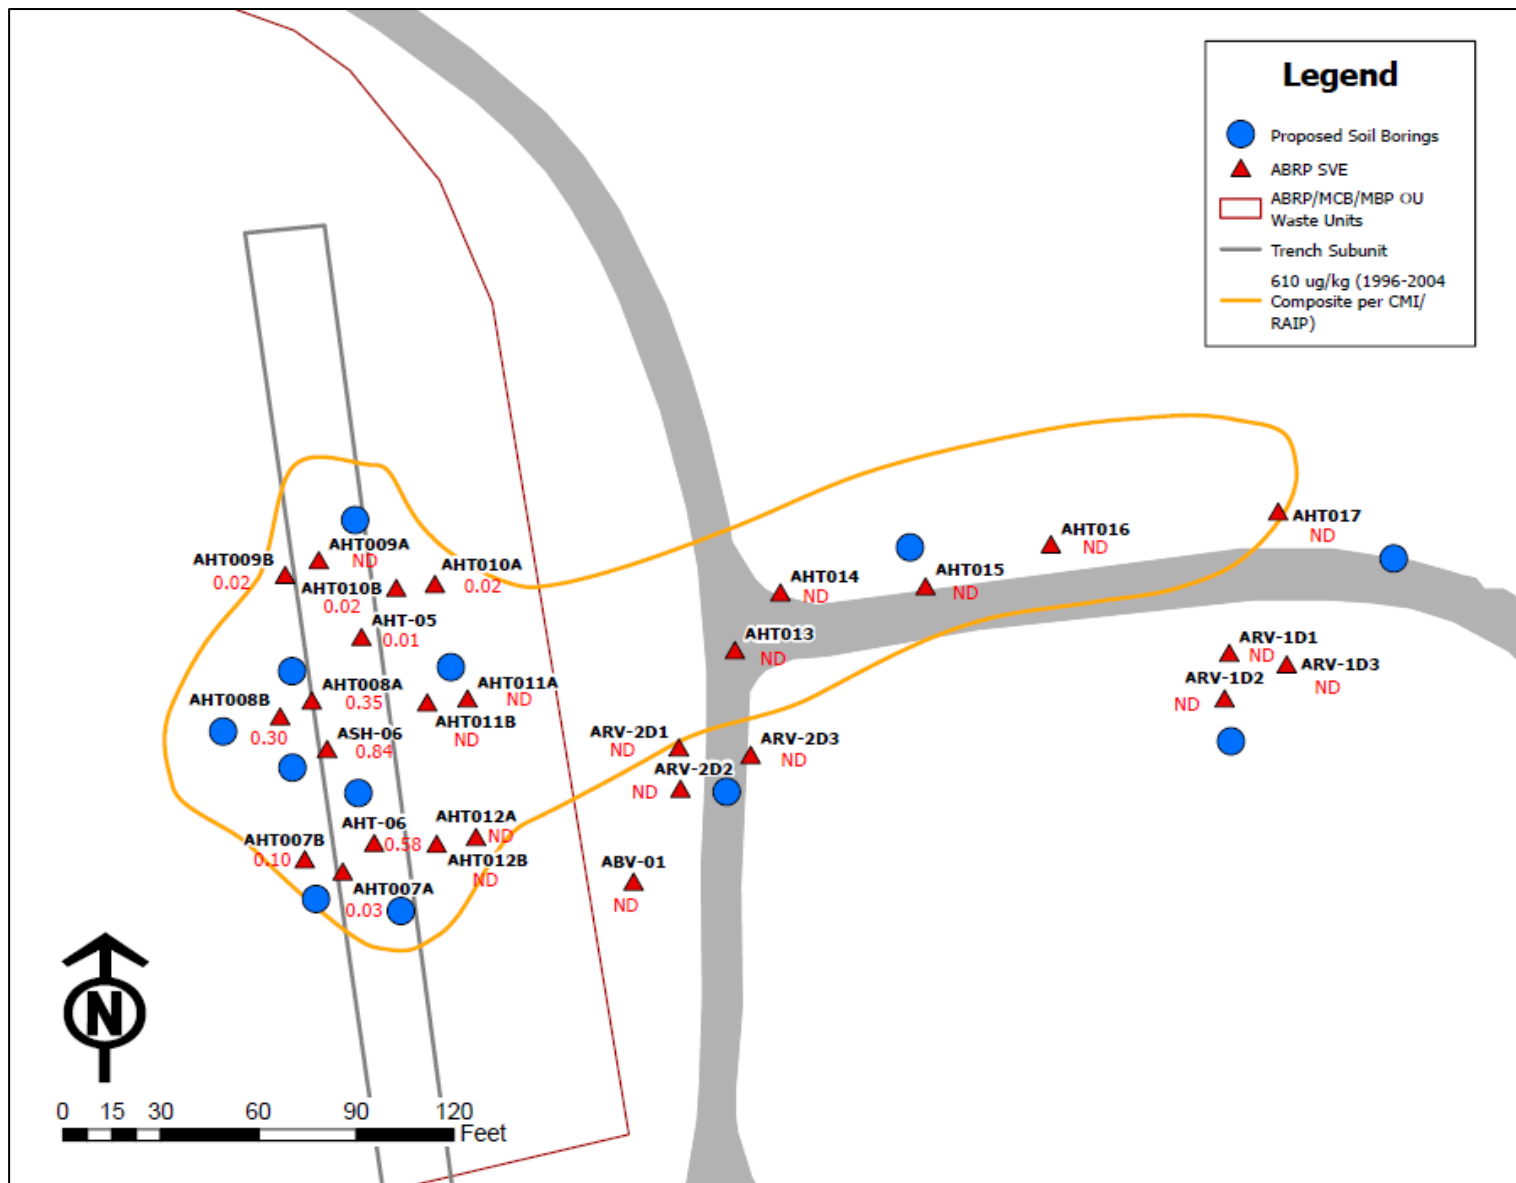 Legend
Proposed Soil Borings
ABRP SVE
ABRP/MCB/MBP OU
Waste Units
Trench Subunit
610 ug/kg (1996-2004
Composite per CMI/
RAIP)
AHT009B
0.02
AHT009A
ND
AHT010B
0.02
AHT010A
0.02
AHT-05
0.01
AHT008A
0.35
AHT008B
0.30
AHT011A
ND
AHT011B
ND
ASH-06
0.84
AHT-06
0.58
AHT012A
ND
AHT012B
ND
AHT007B
0.10
AHT007A
0.03
AHT013
ND
AHT014
ND
AHT015
ND
AHT016
ND
AHT017
ND
ARV-2D1
ND
ARV-2D2
ND
ARV-2D3
ND
ABV-01
ND
ARV-1D1
ND
ARV-1D2
ND
ARV-1D3
ND
N
0 15 30 60 90 120
Feet